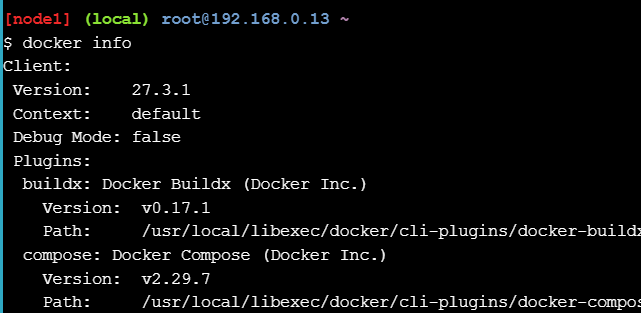 [node1] (local) root@192.168.0.13 ~
$ docker info
Client:
Version:    27.3.1
Context:    default
Debug Mode: false
Plugins:
buildx: Docker Buildx (Docker Inc.)
Version:  v0.17.1
Path:     /usr/local/libexec/docker/cli-plugins/docker-buildx
compose: Docker Compose (Docker Inc.)
Version:  v2.29.7
Path:     /usr/local/libexec/docker/cli-plugins/docker-compos